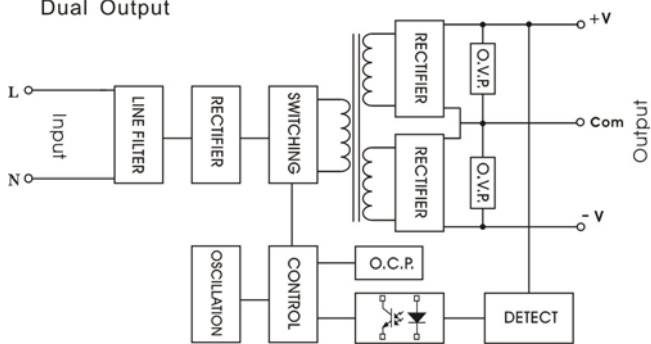 Dual Output
L
N
Input
LINE FILTER
RECTIFIER
SWITCHING
RECTIFIER
RECTIFIER
O.V.P.
O.V.P.
+V
Com
-V
Output
OSCILLATION
CONTROL
O.C.P.
DETECT